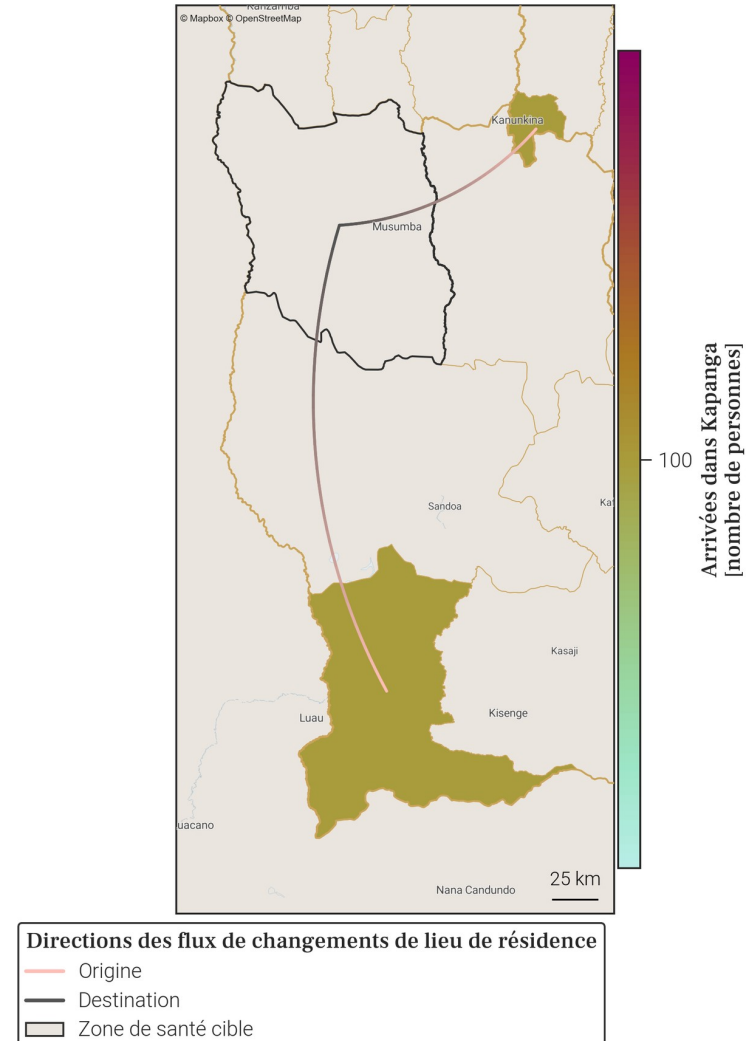 Kanzamba
© Mapbox © OpenStreetMap
Kanunkina
Musumba
Sandoa
Kasaji
Luau
Kisenge
uacano
Nana Candundo
25 km
100
Arrivées dans Kapanga
[nombre de personnes]
Directions des flux de changements de lieu de résidence
Origine
Destination
Zone de santé cible